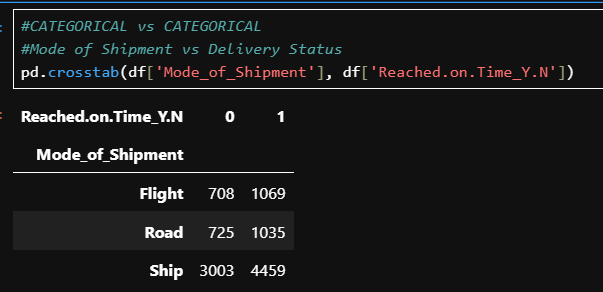 #CATEGORICAL vs CATEGORICAL
#Mode of Shipment vs Delivery Status
pd.crosstab(df['Mode_of_Shipment'], df['Reached.on.Time_Y.N'])
Reached.on.Time_Y.N 0 1
Mode_of_Shipment
Flight 708 1069
Road 725 1035
Ship 3003 4459